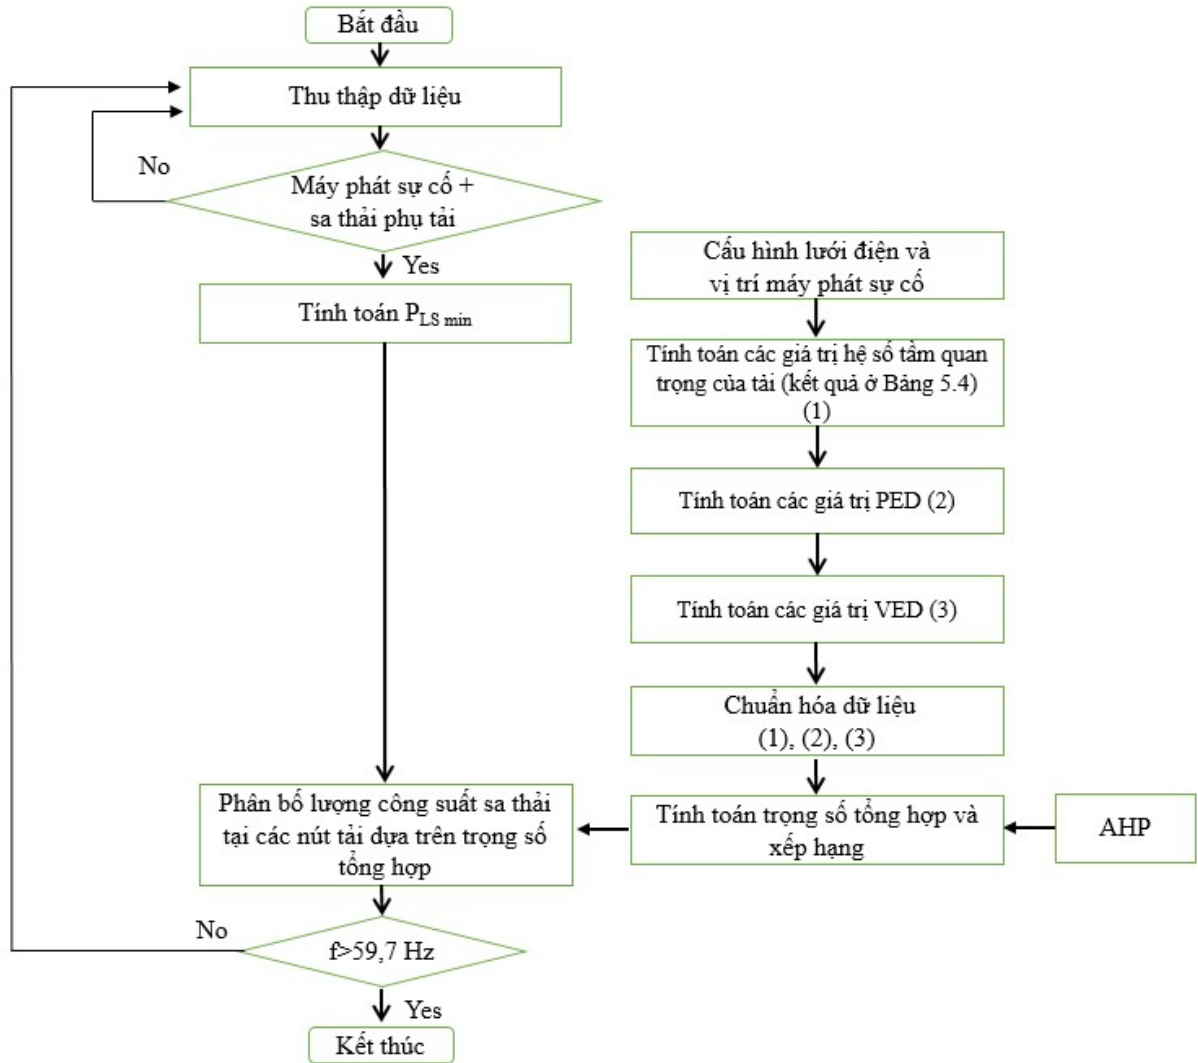 Bắt đầu
Thu thập dữ liệu
No
Máy phát sự cố +
sa thải phụ tải
Yes
Tính toán P_LS min
Cấu hình lưới điện và
vị trí máy phát sự cố
Tính toán các giá trị hệ số tầm quan
trọng của tải (kết quả ở Bảng 5.4)
(1)
Tính toán các giá trị PED (2)
Tính toán các giá trị VED (3)
Chuẩn hóa dữ liệu
(1), (2), (3)
Phân bố lượng công suất sa thải
tại các nút tải dựa trên trọng số
tổng hợp
Tính toán trọng số tổng hợp và
xếp hạng
AHP
No
f>59,7 Hz
Yes
Kết thúc